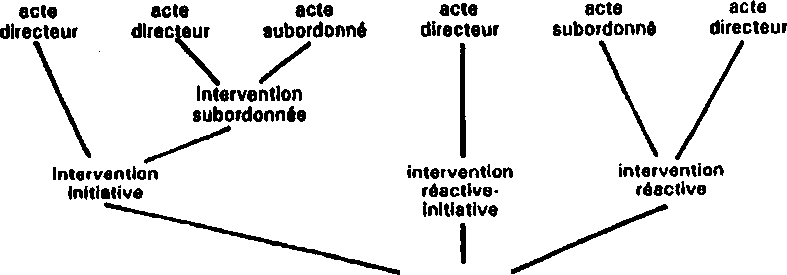 acte acte acte acte acte acte
directeur directeur subordonné directeur subordonné directeur
Intervention
subordonnée
Intervention intervention intervention
initiative réactive- réactive
initiative